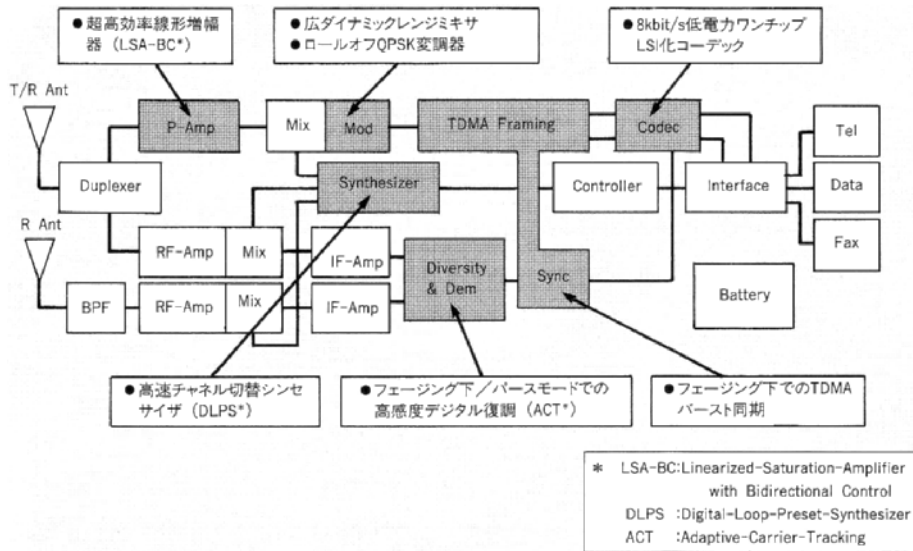 ●超高効率線形増幅
器（LSA-BC*）
●広ダイナミックレンジミキサ
●ロールオフQPSK変調器
●8kbit/s低電力ワンチップ
LSI化コーデック
T/R Ant
P-Amp
Mix
Mod
TDMA Framing
Codec
Tel
Duplexer
Synthesizer
Controller
Interface
Data
R Ant
RF-Amp
Mix
IF-Amp
Diversity
& Dem
Sync
Fax
BPF
RF-Amp
Mix
IF-Amp
Battery
●高速チャネル切替シンセ
サイザ（DLPS*）
●フェージング下／バースモードでの
高感度デジタル復調（ACT*）
●フェージング下でのTDMA
バースト同期
* LSA-BC:Linearized-Saturation-Amplifier
with Bidirectional Control
DLPS :Digital-Loop-Preset-Synthesizer
ACT :Adaptive-Carrier-Tracking